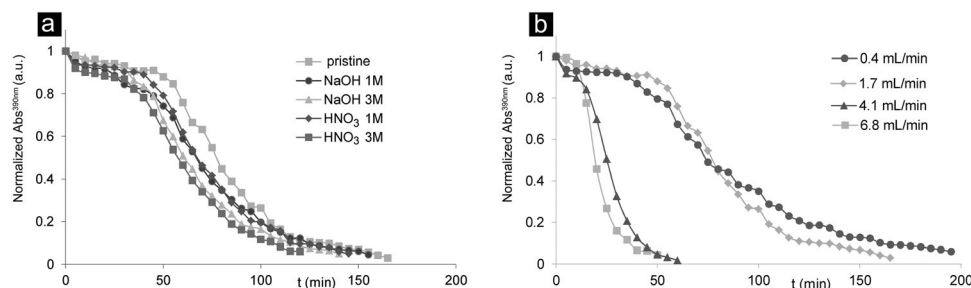 a
Normalized Abs³⁹⁰ⁿᵐ (a.u.)
1
0.8
0.6
0.4
0.2
0
0
50
100
150
200
t (min)
pristine
NaOH 1M
NaOH 3M
HNO₃ 1M
HNO₃ 3M
b
Normalized Abs³⁹⁰ⁿᵐ (a.u.)
1
0.8
0.6
0.4
0.2
0
0
50
100
150
200
t (min)
0.4 mL/min
1.7 mL/min
4.1 mL/min
6.8 mL/min